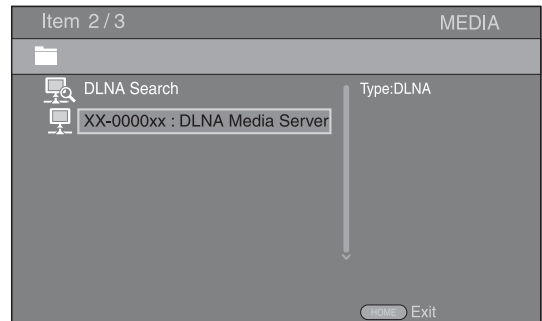 Item 2/3
MEDIA
DLNA Search
Type:DLNA
XX-0000xx : DLNA Media Server
HOME Exit